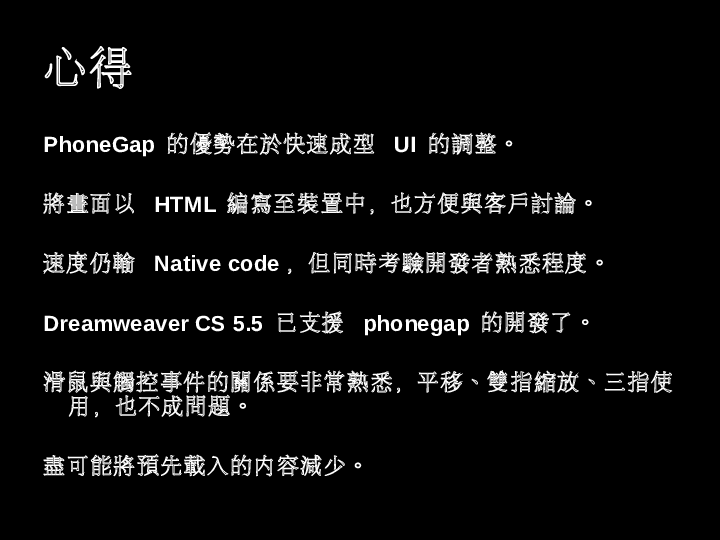 心得
PhoneGap 的優勢在於快速成型 UI 的調整。
將畫面以 HTML 編寫至裝置中，也方便與客戶討論。
速度仍輸 Native code，但同時考驗開發者熟悉程度。
Dreamweaver CS 5.5 已支援 phonegap 的開發了。
滑鼠與觸控事件的關係要非常熟悉，平移、雙指縮放、三指使
用，也不成問題。
盡可能將預先載入的内容減少。